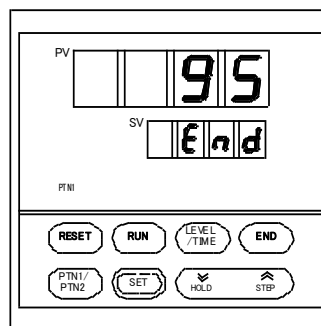 PV
95
SV
End
PTN1
RESET RUN LEVEL END
/TIME
PTN1/ SET HOLD STEP
PTN2